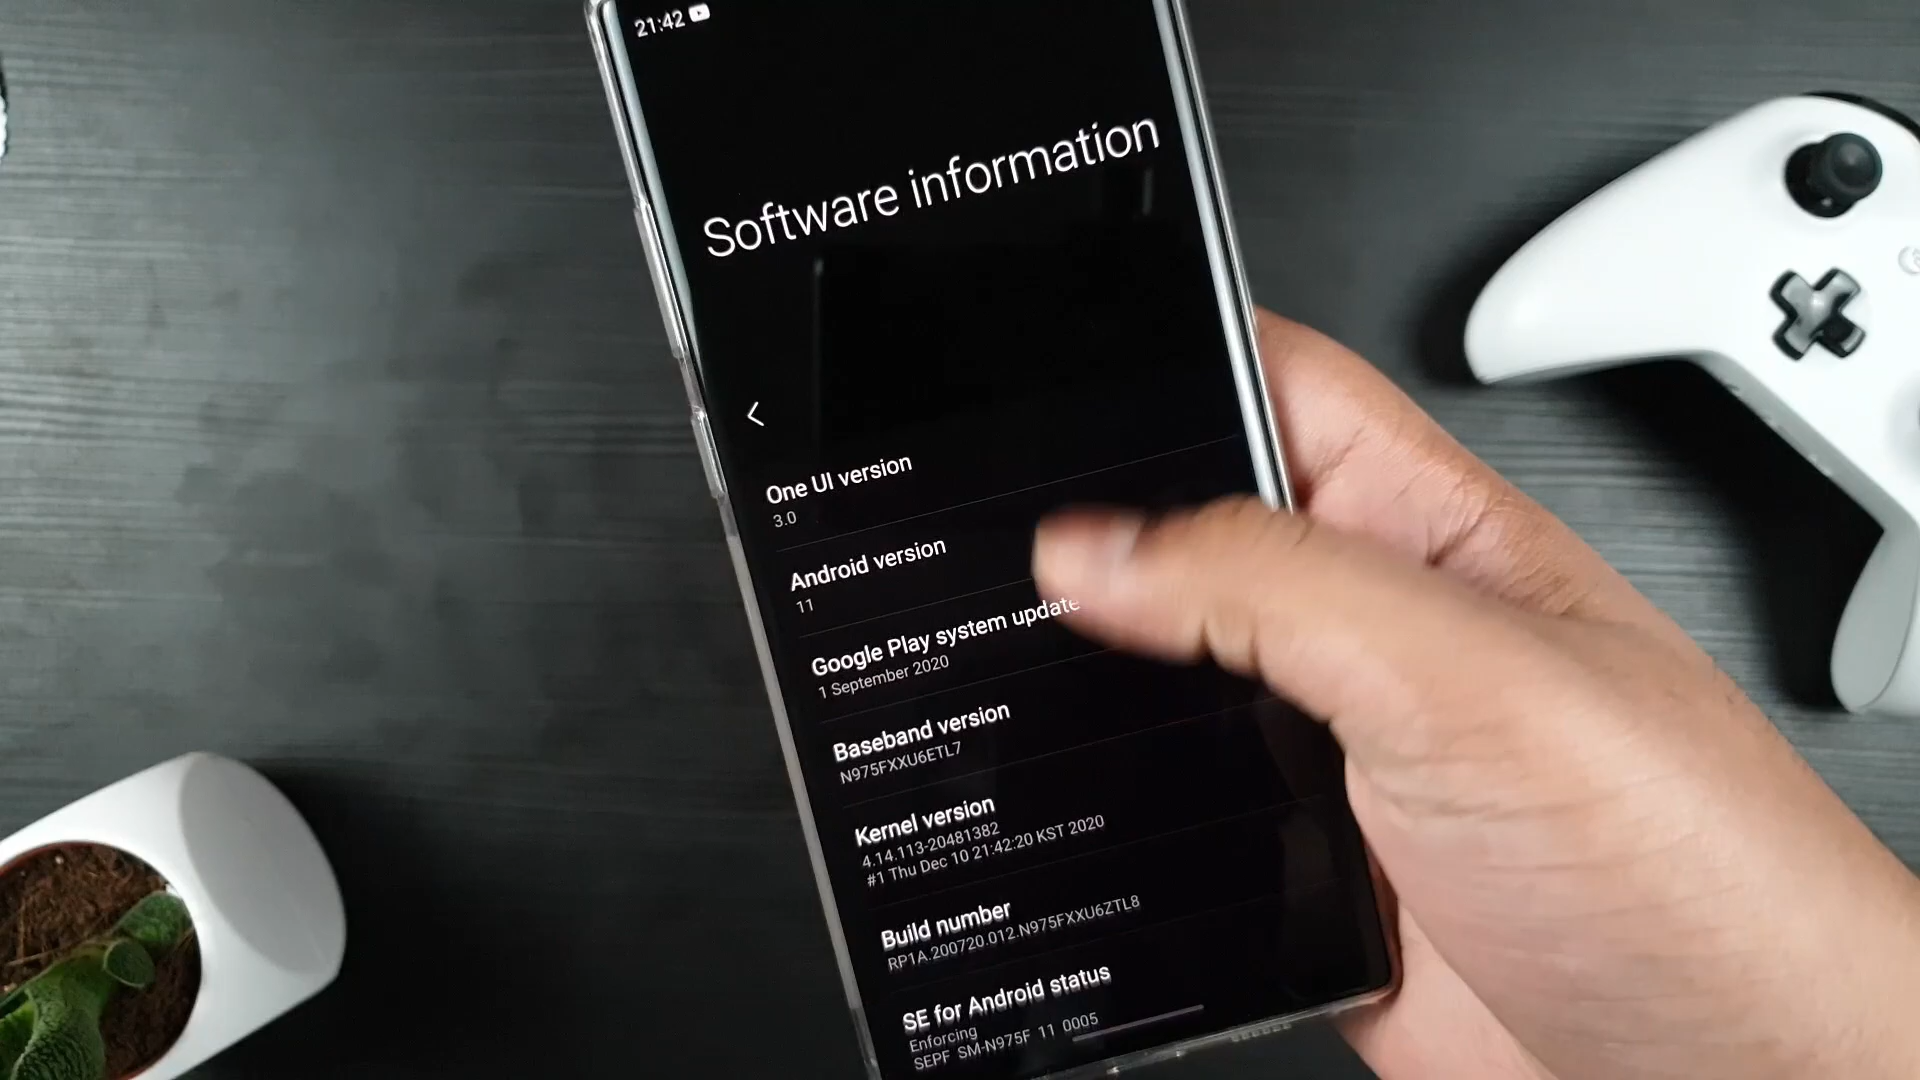 21:42
Software information
One UI version
3.0
Android version
11
Google Play system update
1 September 2020
Baseband version
N975FXXU6ETL7
Kernel version
4.14.113-20481382
#1 Thu Dec 10 21:42:20 KST 2020
Build number
RP1A.200720.012.N975FXXU6ZTL8
SE for Android status
Enforcing
SEPF_SM-N975F_11_0005